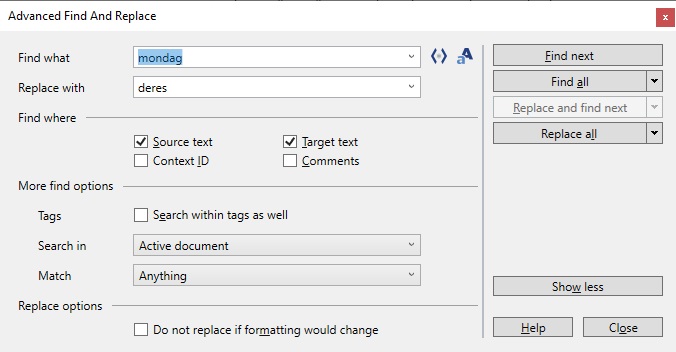 Advanced Find And Replace
x
Find what
mondag
A
a
Find next
Replace with
deres
Find all
Find where
Replace and find next
Source text
Target text
Replace all
Context ID
Comments
More find options
Tags
Search within tags as well
Search in
Active document
Match
Anything
Show less
Replace options
Do not replace if formatting would change
Help
Close